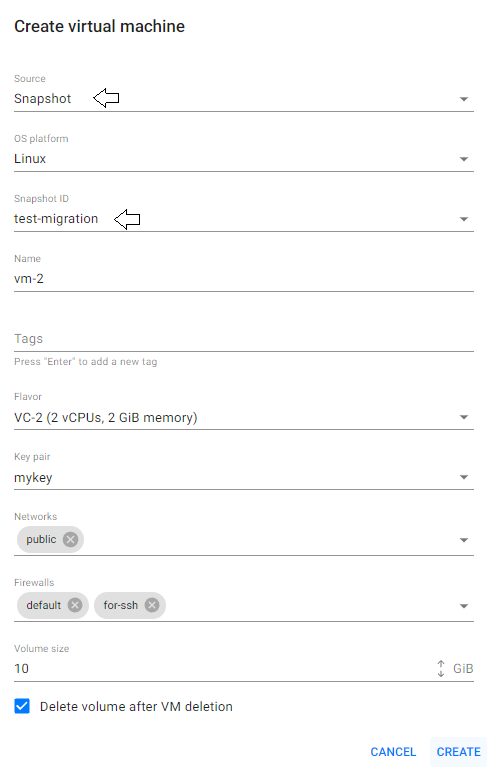 Create virtual machine
Source
Snapshot
OS platform
Linux
Snapshot ID
test-migration
Name
vm-2
Tags
Press "Enter" to add a new tag
Flavor
VC-2 (2 vCPUs, 2 GiB memory)
Key pair
mykey
Networks
public
Firewalls
default for-ssh
Volume size
10 GiB
Delete volume after VM deletion
CANCEL CREATE